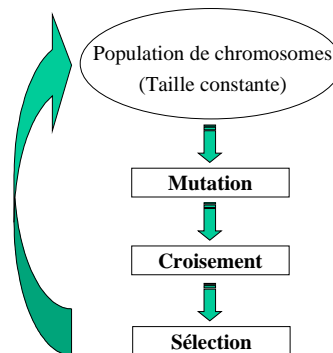 Population de chromosomes
(Taille constante)
Mutation
Croisement
Sélection